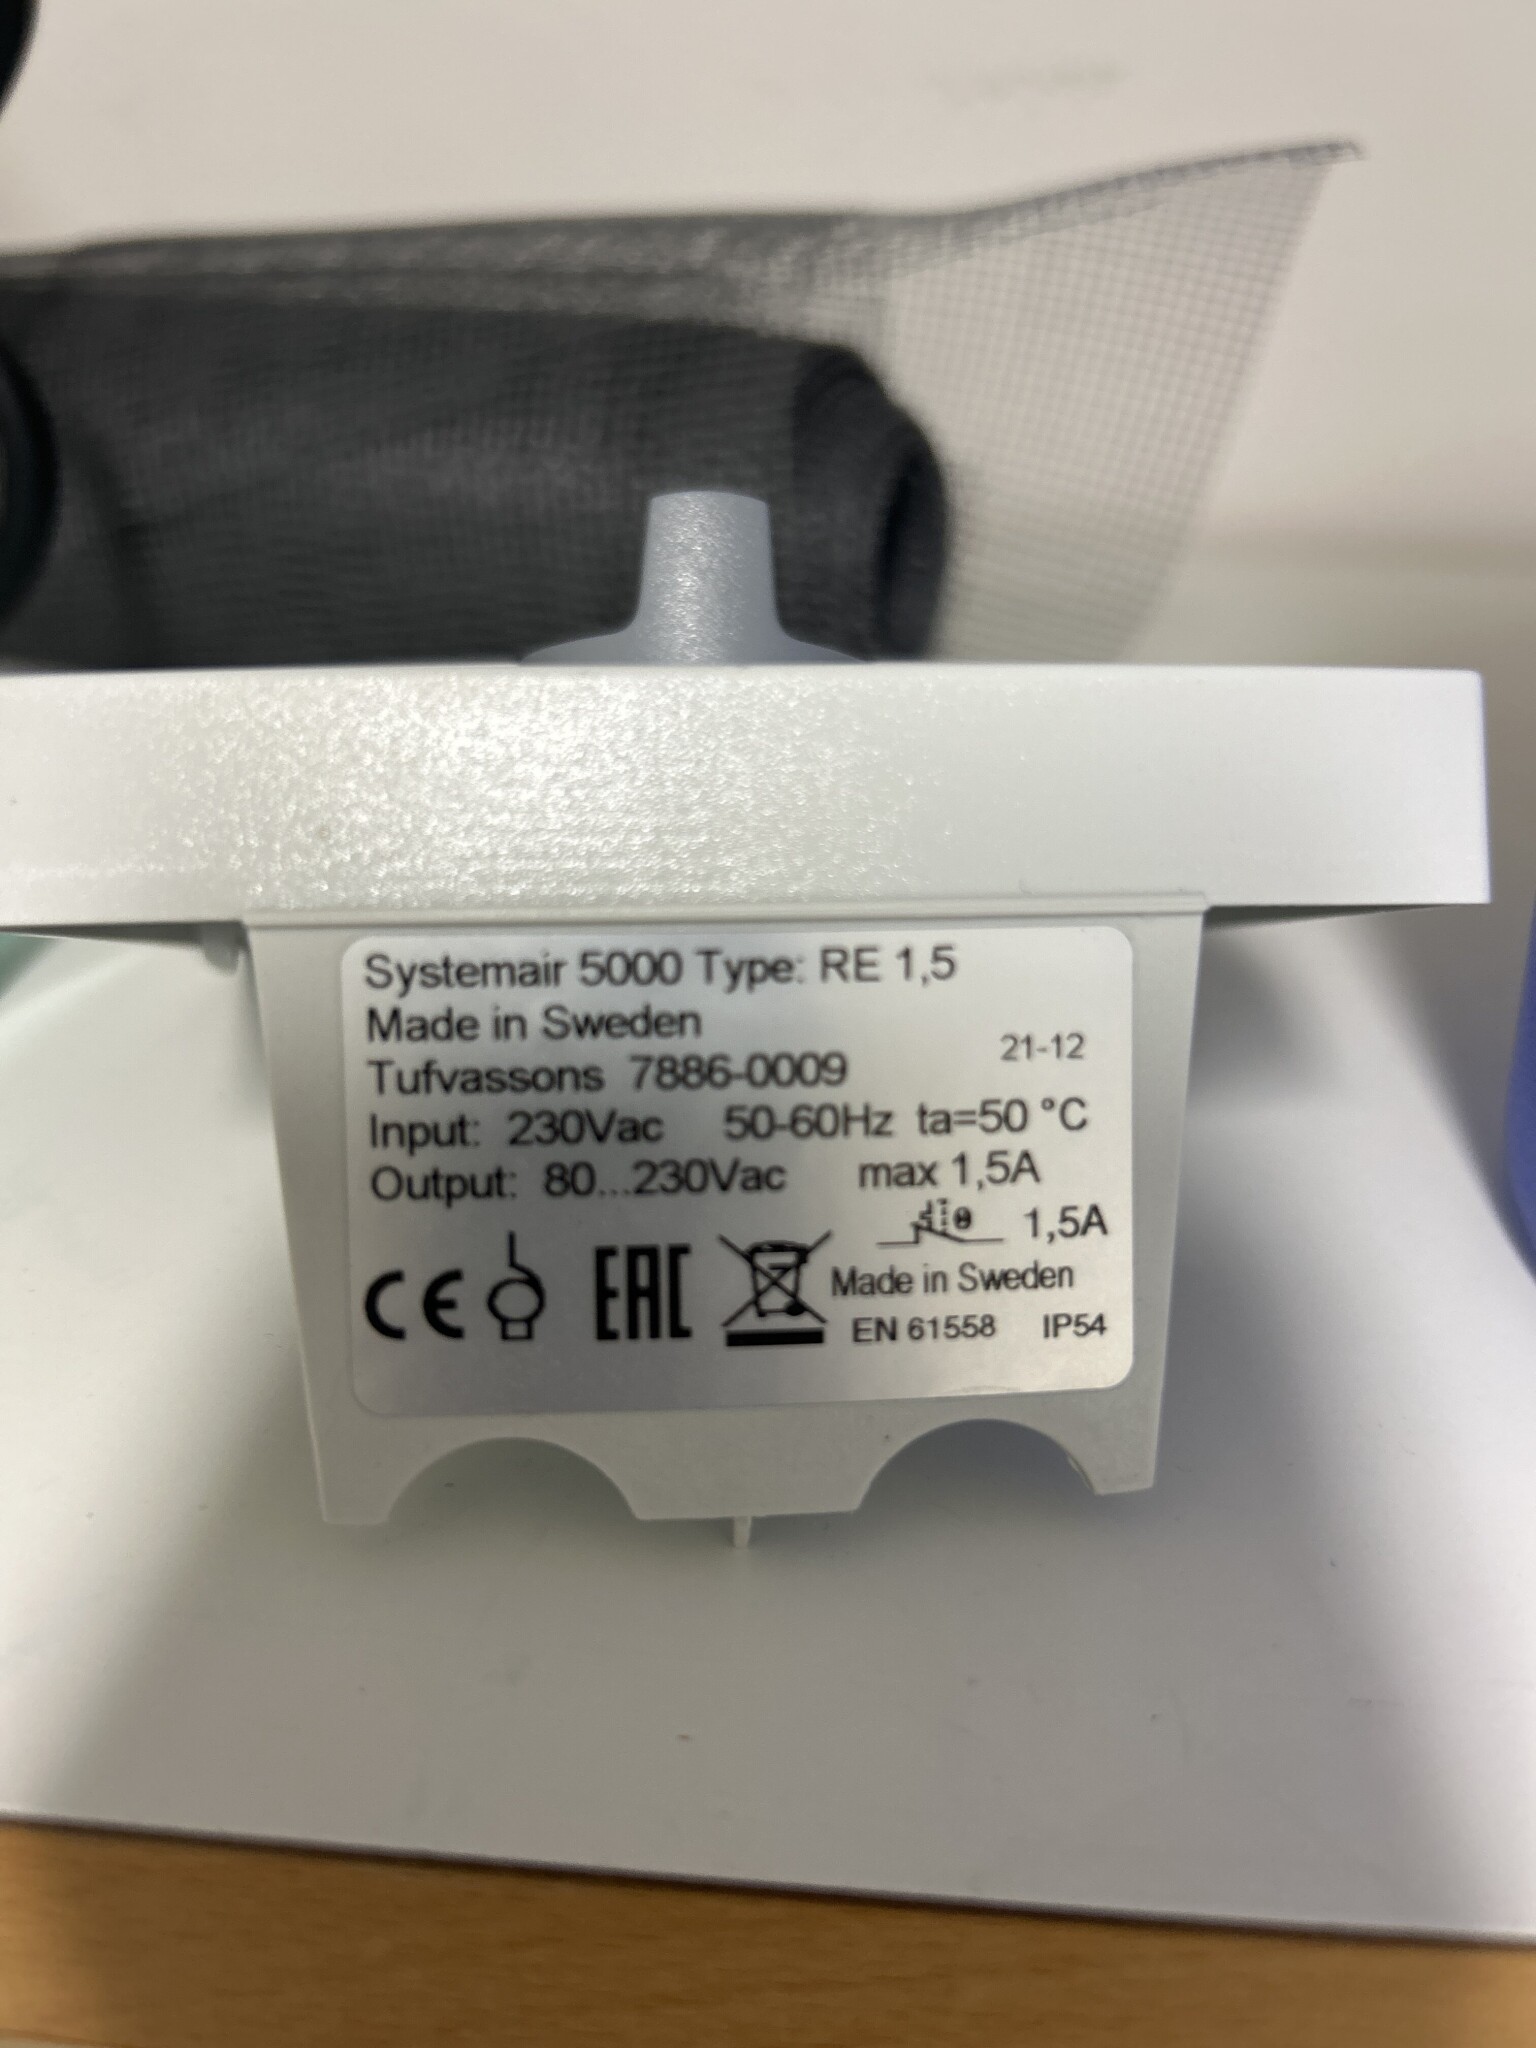 Systemair 5000 Type: RE 1,5
Made in Sweden
21-12
Tufvassons 7886-0009
Input: 230Vac 50-60Hz ta=50 °C
Output: 80...230Vac max 1,5A
1,5A
CE EAC Made in Sweden
EN 61558 IP54